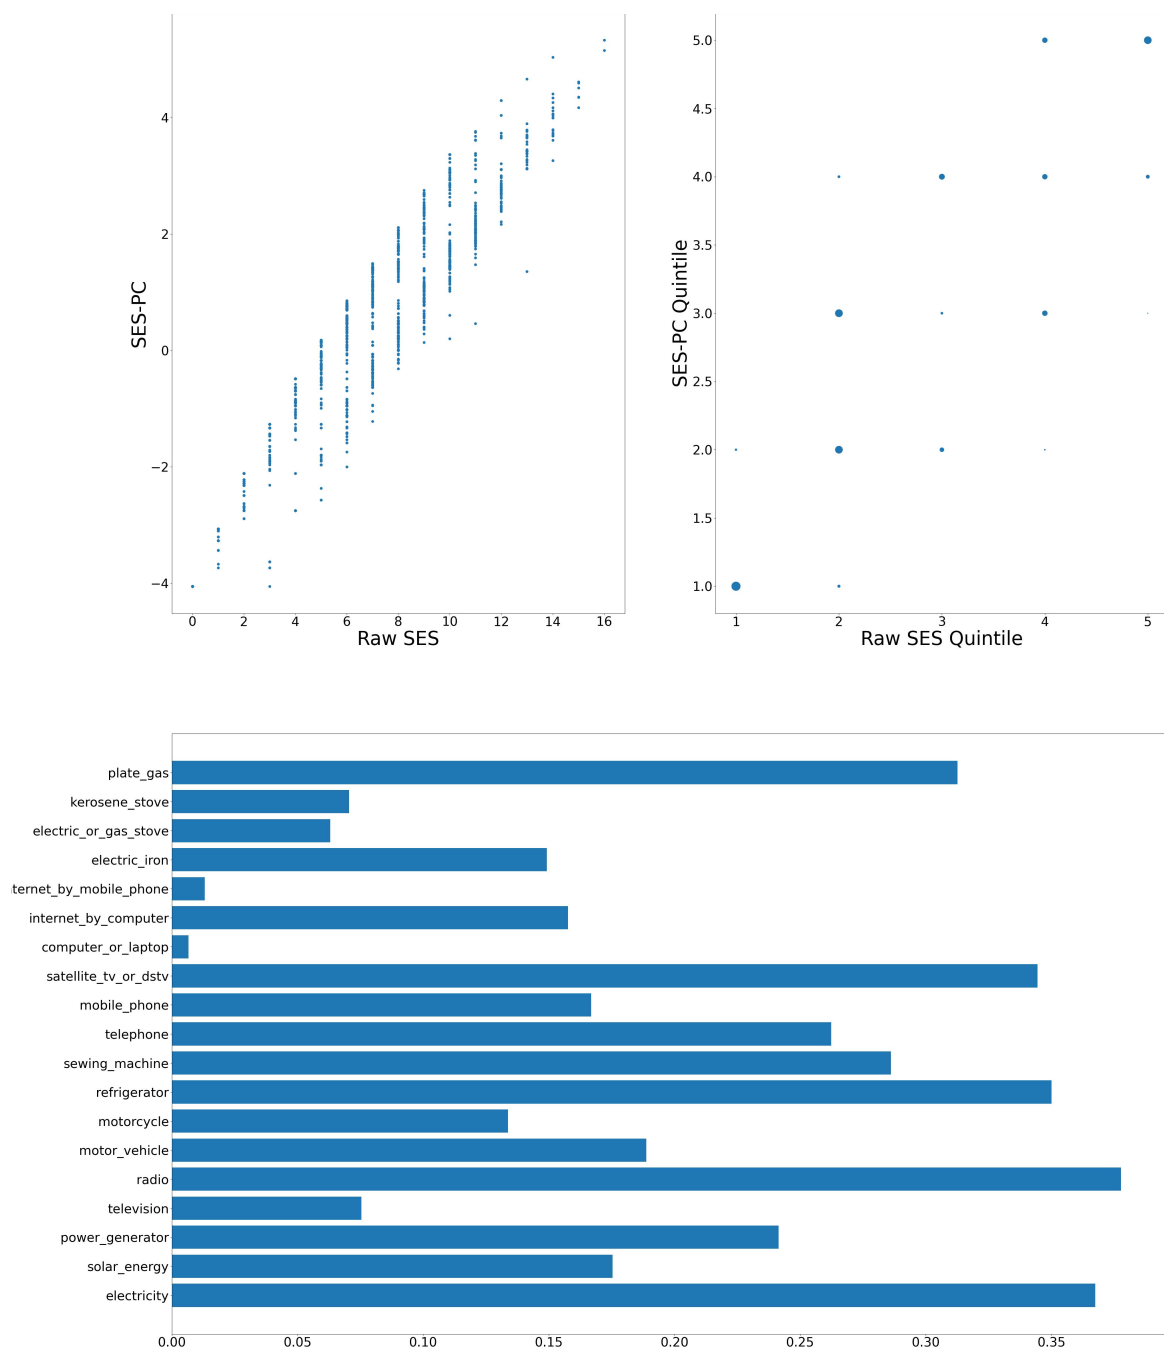 SES-PC
4
2
0
−2
−4
0 2 4 6 8 10 12 14 16
Raw SES
SES-PC Quintile
5.0
4.5
4.0
3.5
3.0
2.5
2.0
1.5
1.0
1 2 3 4 5
Raw SES Quintile
plate_gas
kerosene_stove
electric_or_gas_stove
electric_iron
ternet_by_mobile_phone
internet_by_computer
computer_or_laptop
satellite_tv_or_dstv
mobile_phone
telephone
sewing_machine
refrigerator
motorcycle
motor_vehicle
radio
television
power_generator
solar_energy
electricity
0.00 0.05 0.10 0.15 0.20 0.25 0.30 0.35